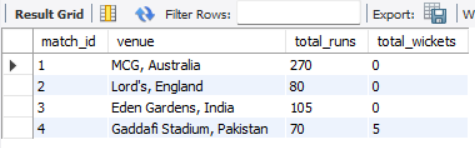 Result Grid Filter Rows: Export: W
match_id venue total_runs total_wickets
1 MCG, Australia 270 0
2 Lord's, England 80 0
3 Eden Gardens, India 105 0
4 Gaddafi Stadium, Pakistan 70 5